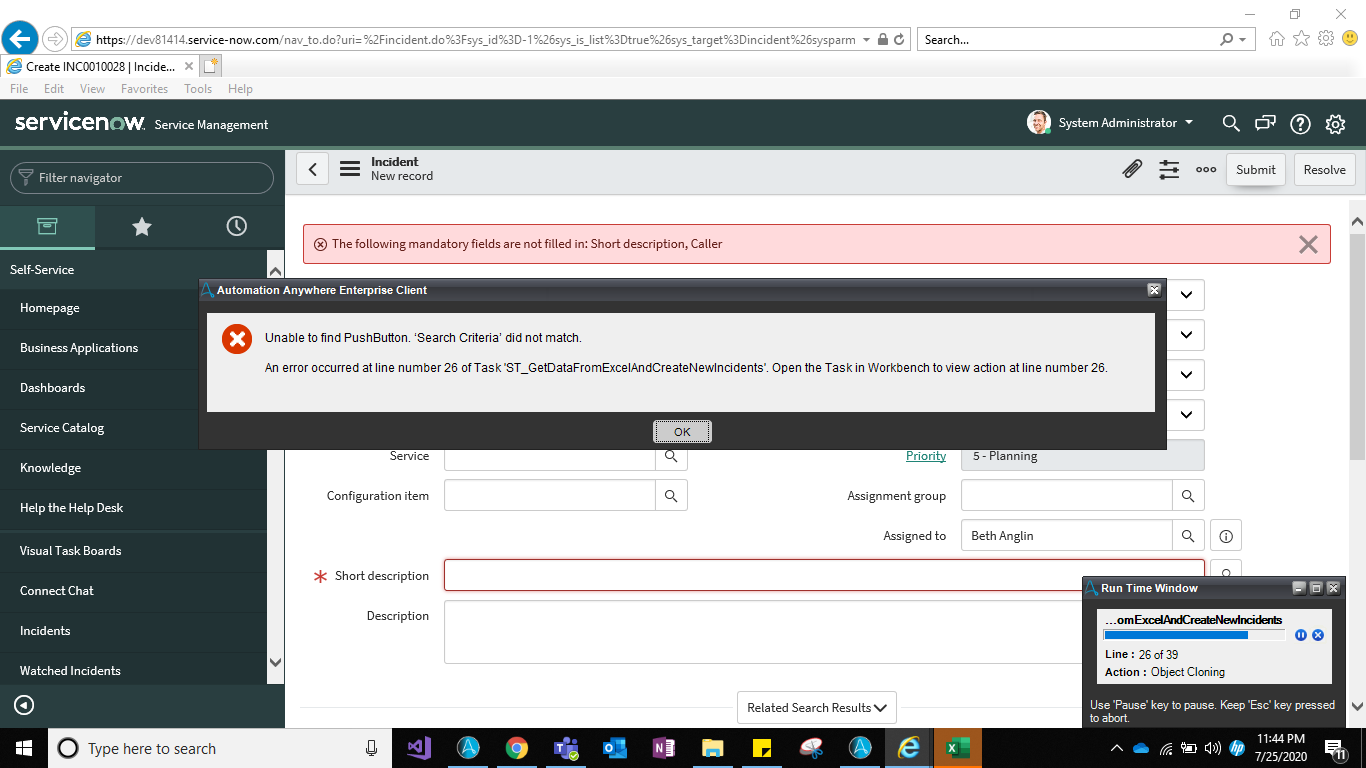 https://dev81414.service-now.com/nav_to.do?uri=%2Fincident.do%3Fsys_id%3D-1%26sys_is_list%3Dtrue%26sys_target%3Dincident%26sysparm
Search...
Create INC0010028 | Incide...
File Edit View Favorites Tools Help
servicenow. Service Management
System Administrator
Filter navigator
Incident
New record
Submit
Resolve
The following mandatory fields are not filled in: Short description, Caller
Self-Service
Homepage
Business Applications
Dashboards
Service Catalog
Knowledge
Help the Help Desk
Visual Task Boards
Connect Chat
Incidents
Watched Incidents
Automation Anywhere Enterprise Client
Unable to find PushButton. ‘Search Criteria’ did not match.
An error occurred at line number 26 of Task 'ST_GetDataFromExcelAndCreateNewIncidents'. Open the Task in Workbench to view action at line number 26.
OK
Service
Priority
5 - Planning
Configuration item
Assignment group
Assigned to
Beth Anglin
Short description
Description
Related Search Results
Run Time Window
...omExcelAndCreateNewIncidents
Line : 26 of 39
Action : Object Cloning
Use 'Pause' key to pause. Keep 'Esc' key pressed
to abort.
Type here to search
11:44 PM
7/25/2020
11